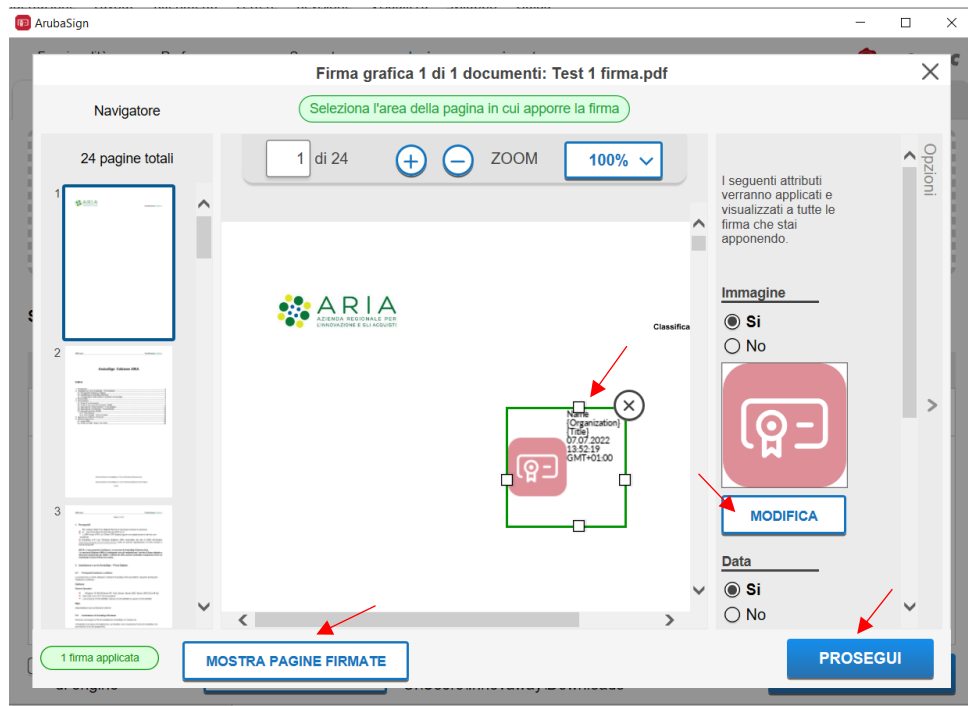 ArubaSign
Firma grafica 1 di 1 documenti: Test 1 firma.pdf
Navigatore
Seleziona l'area della pagina in cui apporre la firma
24 pagine totali
1
2
3
1 di 24
ZOOM
100%
ARIA
AZIENDA REGIONALE PER
L'INNOVAZIONE E GLI ACQUISTI
Classifica
Name
{Organization}
{Title}
07.07.2022
13:52:19
GMT+01:00
Opzioni
I seguenti attributi
verranno applicati e
visualizzati a tutte le
firma che stai
apponendo.
Immagine
Si
No
MODIFICA
Data
Si
No
1 firma applicata
MOSTRA PAGINE FIRMATE
PROSEGUI